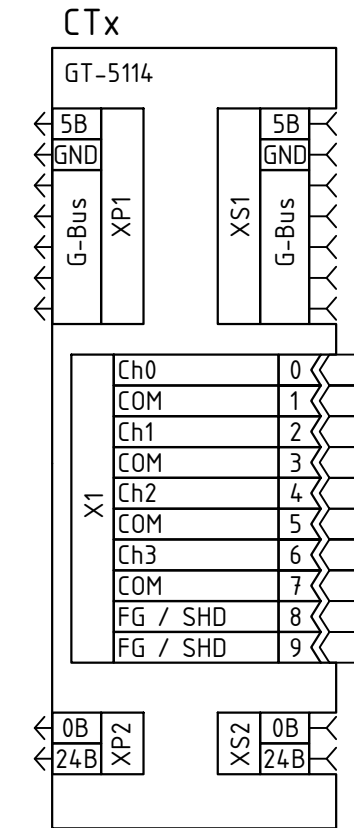 CTx
GT-5114
5В
GND
G-Bus
XP1
XS1
5В
GND
G-Bus
X1
Ch0 0
COM 1
Ch1 2
COM 3
Ch2 4
COM 5
Ch3 6
COM 7
FG / SHD 8
FG / SHD 9
0В
24В
XP2
XS2
0В
24В